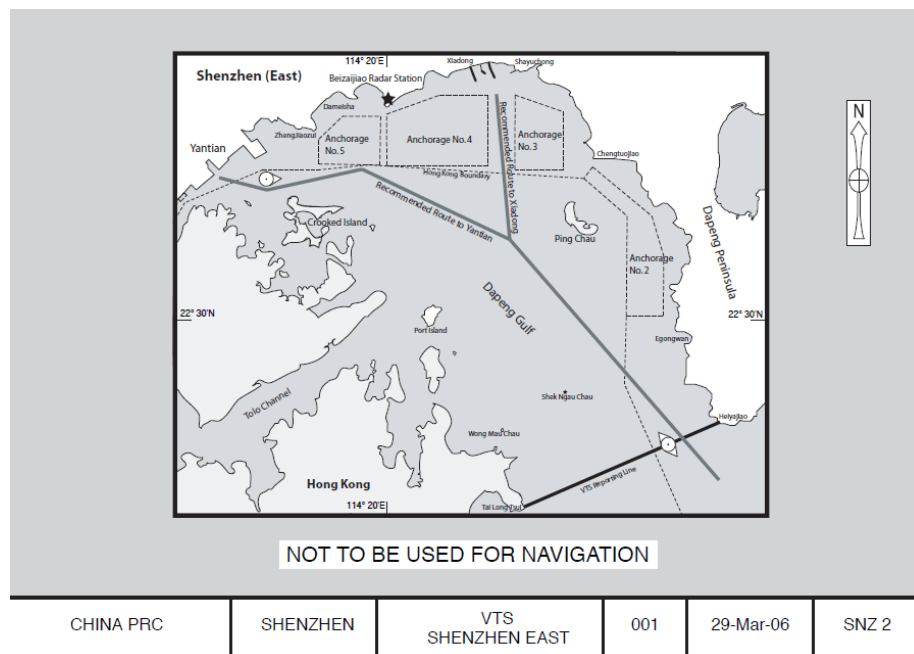 114° 20'E
Xiadong
Shayuchong
Shenzhen (East)
Beizaijiao Radar Station
Dameisha
Zhengjiaozui
Yantian
Anchorage
No.5
Anchorage No.4
Anchorage
No.3
Recommended Route to Xiadong
Chengtuojiao
Hong Kong Boundary
Recommended Route to Yantian
Crooked Island
Ping Chau
Anchorage
No.2
Dapeng Peninsula
Dapeng Gulf
22° 30'N
22° 30'N
Port Island
Egongwan
Tolo Channel
Shek Ngau Chau
Wong Mau Chau
Heiyajiao
VTS Reporting Line
Hong Kong
114° 20'E
Tai Long Tsui
N
NOT TO BE USED FOR NAVIGATION
CHINA PRC
SHENZHEN
VTS
SHENZHEN EAST
001
29-Mar-06
SNZ 2